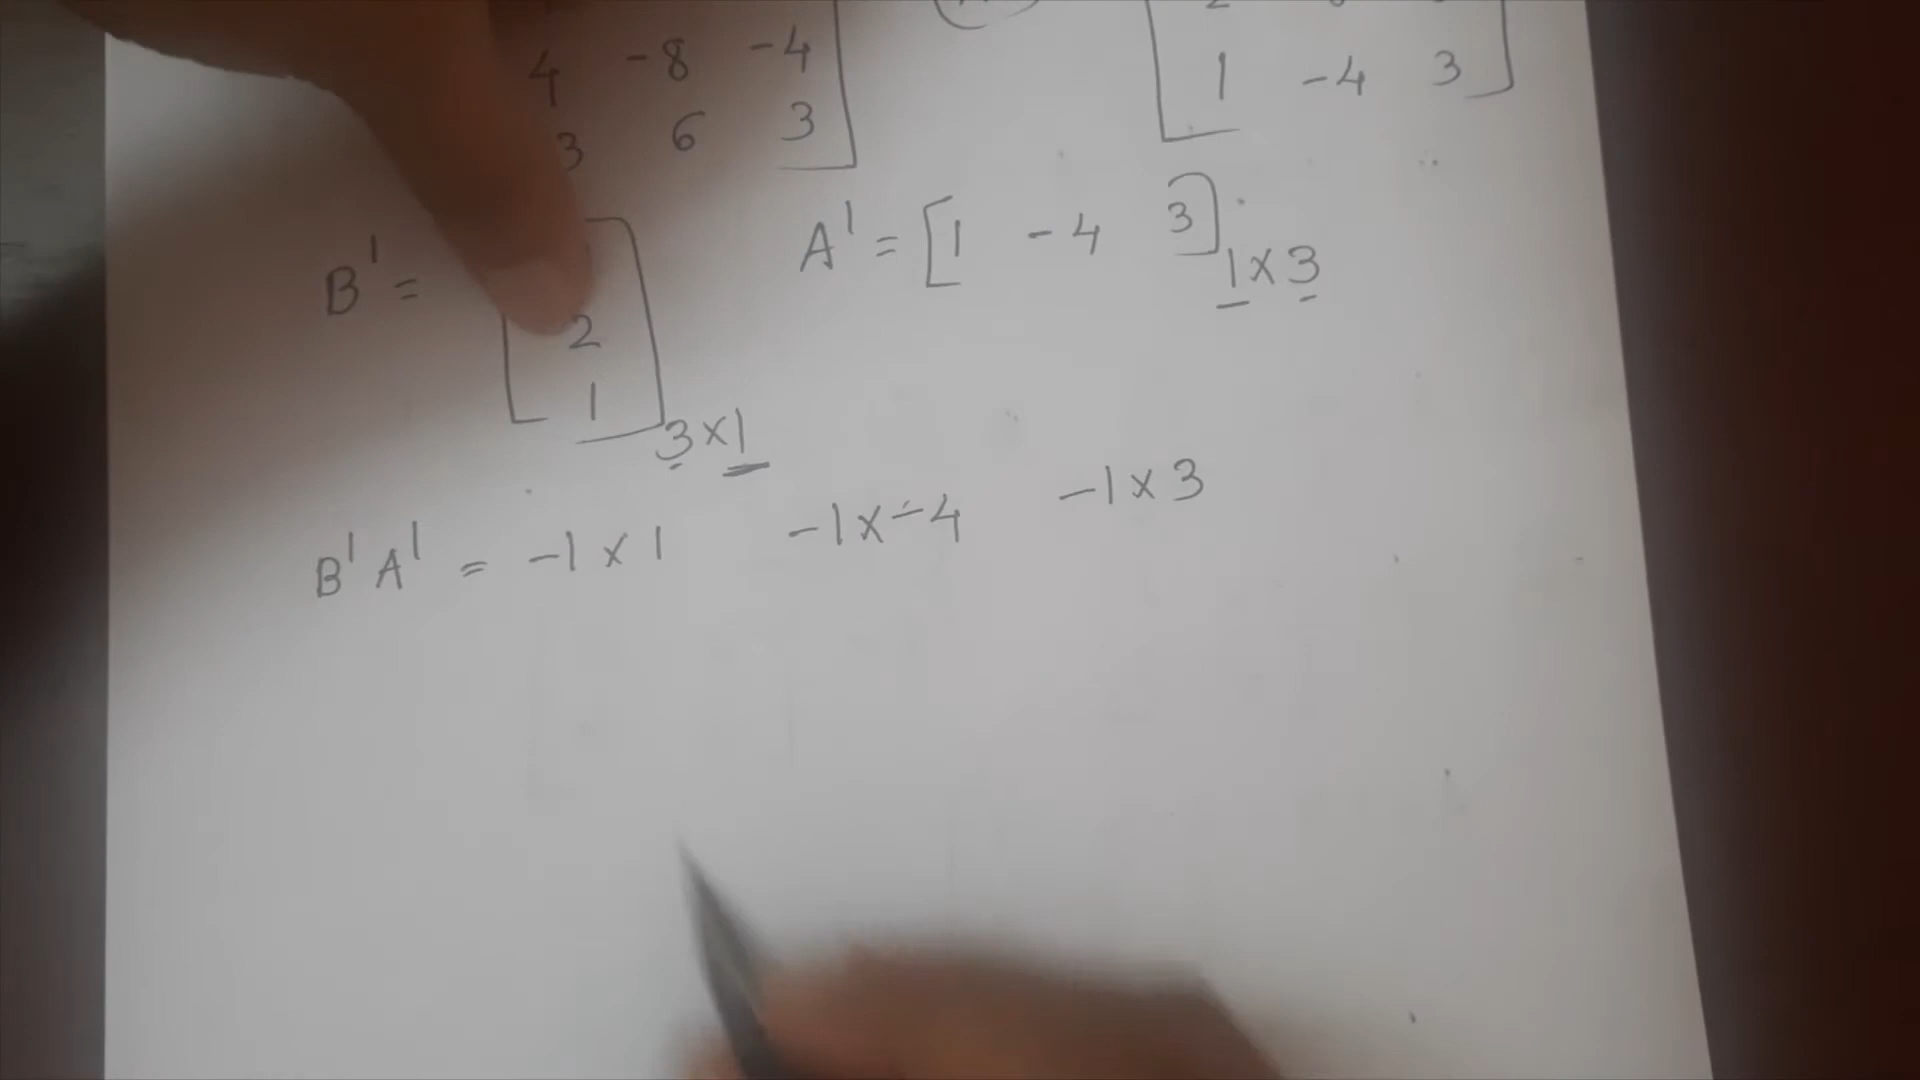 4 -8 -4
1 -4 3
3 6 3
B' = [2 1] 3×1
A' = [1 -4 3] 1×3
B'A' = -1×1 -1×-4 -1×3